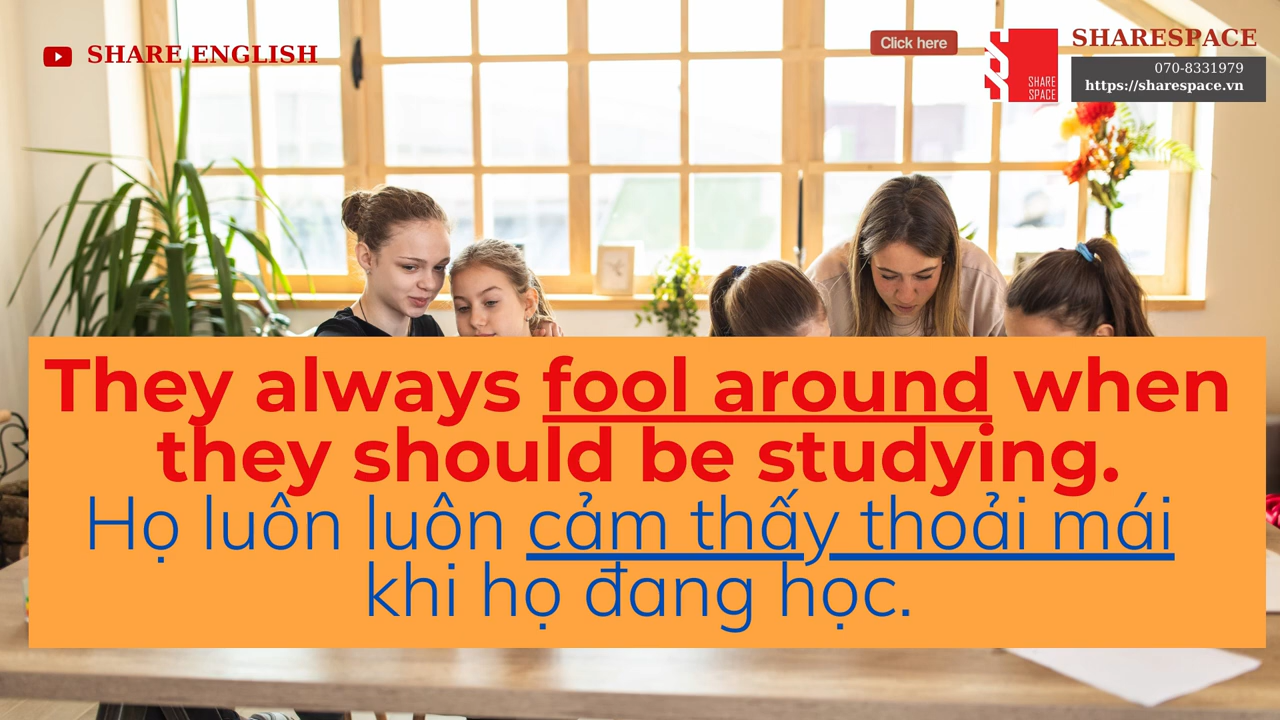 SHARE ENGLISH
Click here
SHARESPACE
070-8331979
https://sharespace.vn
SHARE
SPACE
They always fool around when
they should be studying.
Họ luôn luôn cảm thấy thoải mái
khi họ đang học.